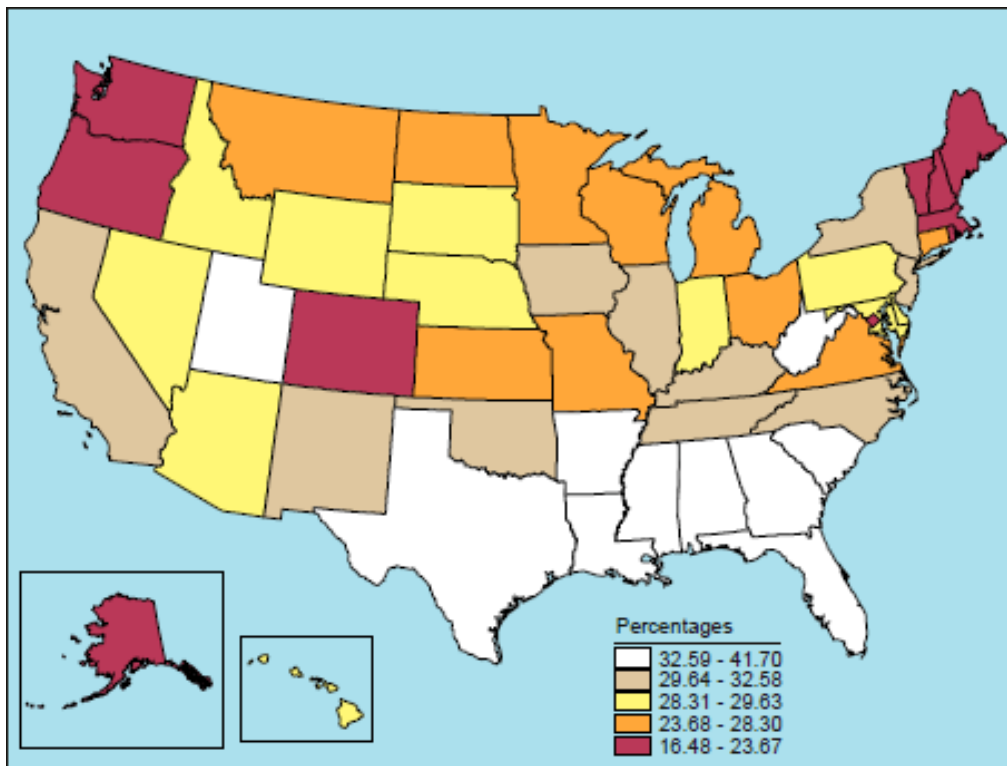 Percentages
32.59 - 41.70
29.64 - 32.58
28.31 - 29.63
23.68 - 28.30
16.48 - 23.67